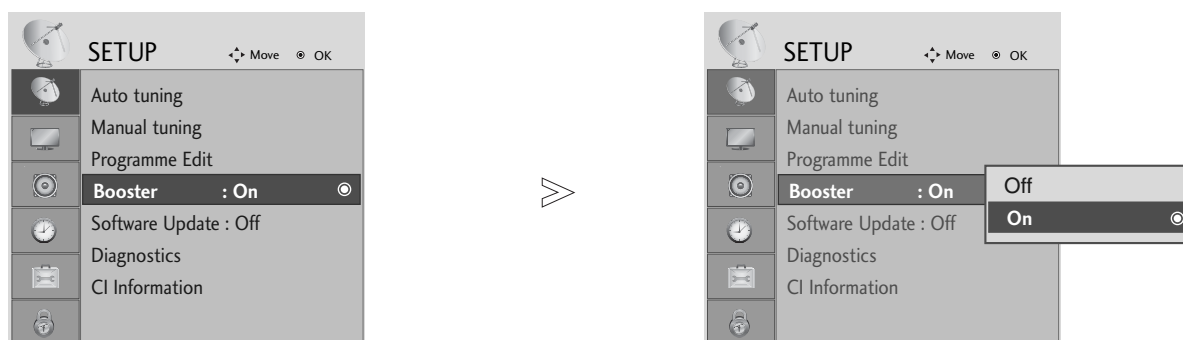 SETUP Move OK
Auto tuning
Manual tuning
Programme Edit
Booster : On
Software Update : Off
Diagnostics
CI Information
SETUP Move OK
Auto tuning
Manual tuning
Programme Edit
Booster : On
Software Update : Off
Diagnostics
CI Information
Off
On